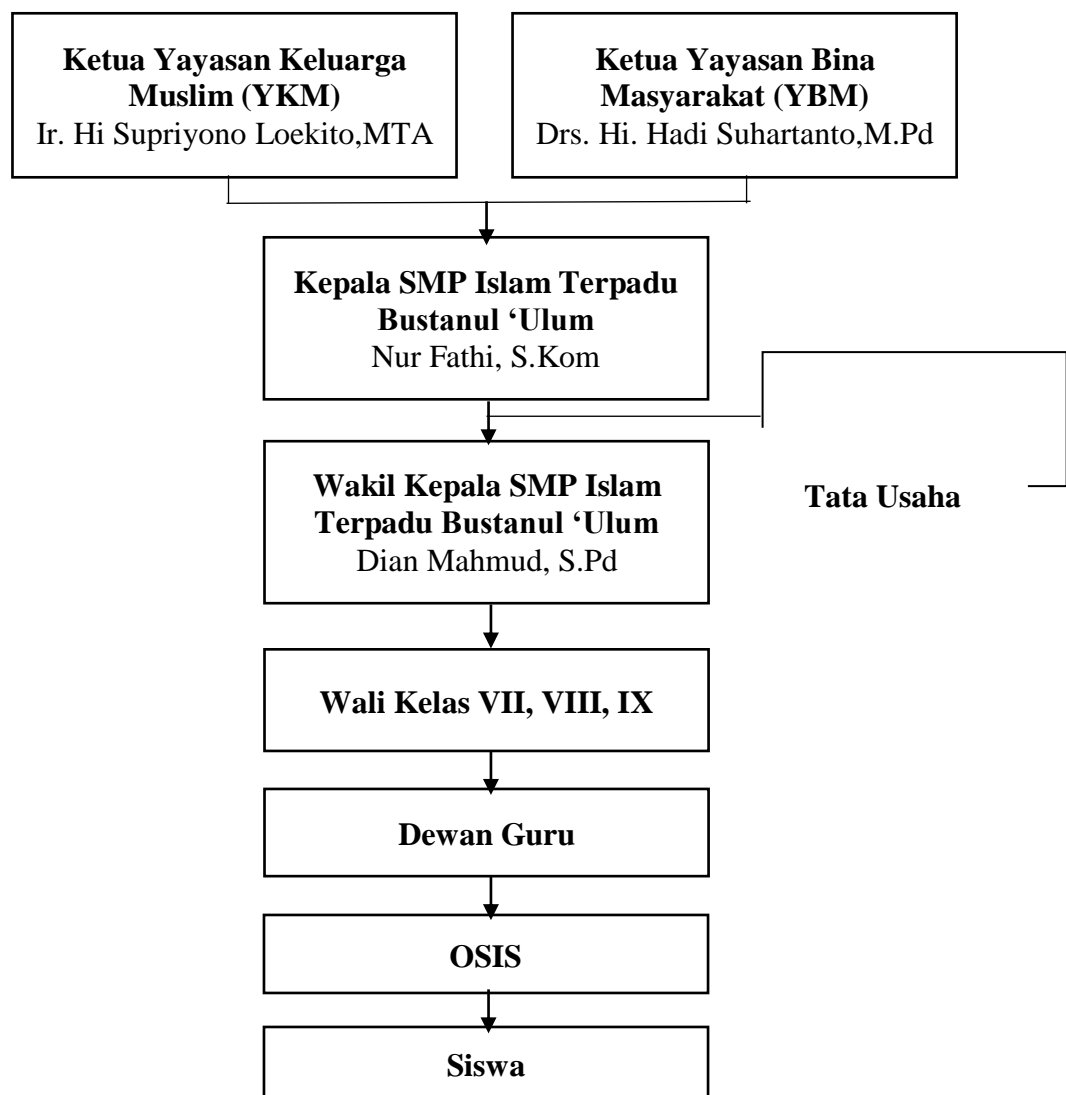 Ketua Yayasan Keluarga
Muslim (YKM)
Ir. Hi Supriyono Loekito,MTA
Ketua Yayasan Bina
Masyarakat (YBM)
Drs. Hi. Hadi Suhartanto,M.Pd
Kepala SMP Islam Terpadu
Bustanul ‘Ulum
Nur Fathi, S.Kom
Wakil Kepala SMP Islam
Terpadu Bustanul ‘Ulum
Dian Mahmud, S.Pd
Tata Usaha
Wali Kelas VII, VIII, IX
Dewan Guru
OSIS
Siswa